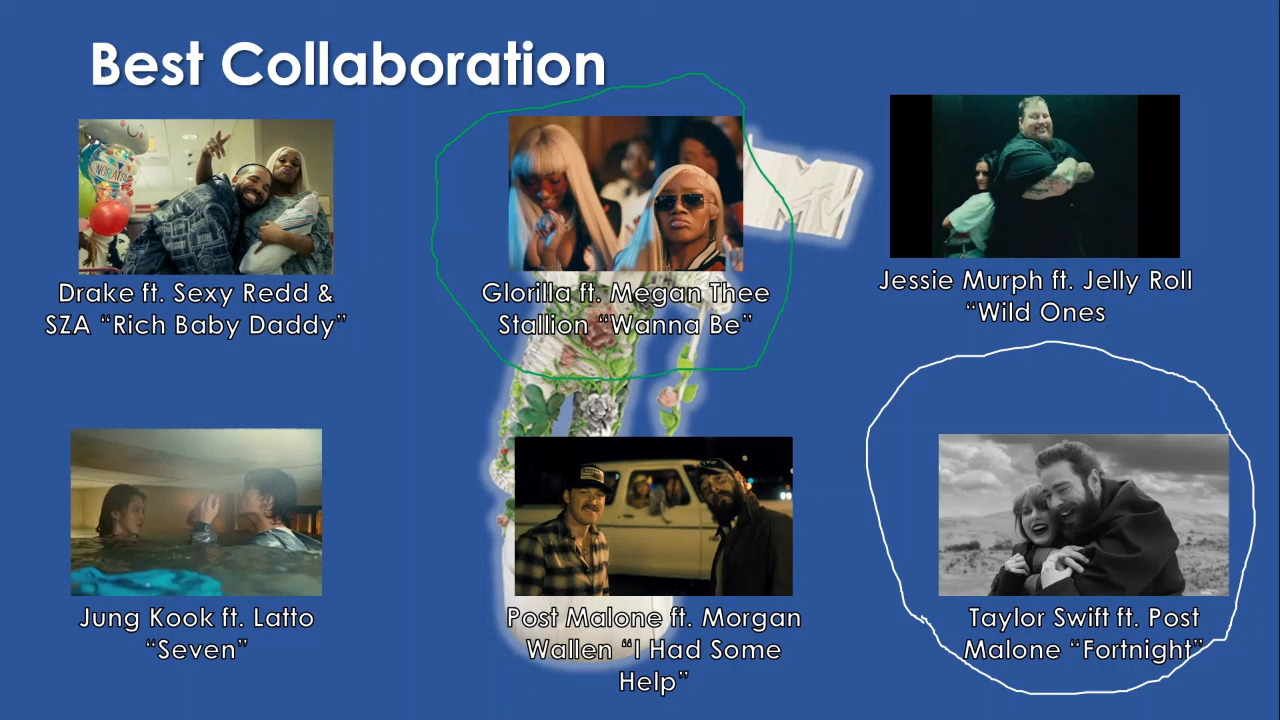 Best Collaboration
NGRATS
MTV
Drake ft. Sexy Redd &
SZA “Rich Baby Daddy”
Glorilla ft. Megan Thee
Stallion “Wanna Be”
Jessie Murph ft. Jelly Roll
“Wild Ones
Jung Kook ft. Latto
“Seven”
Post Malone ft. Morgan
Wallen “I Had Some
Help”
Taylor Swift ft. Post
Malone “Fortnight”